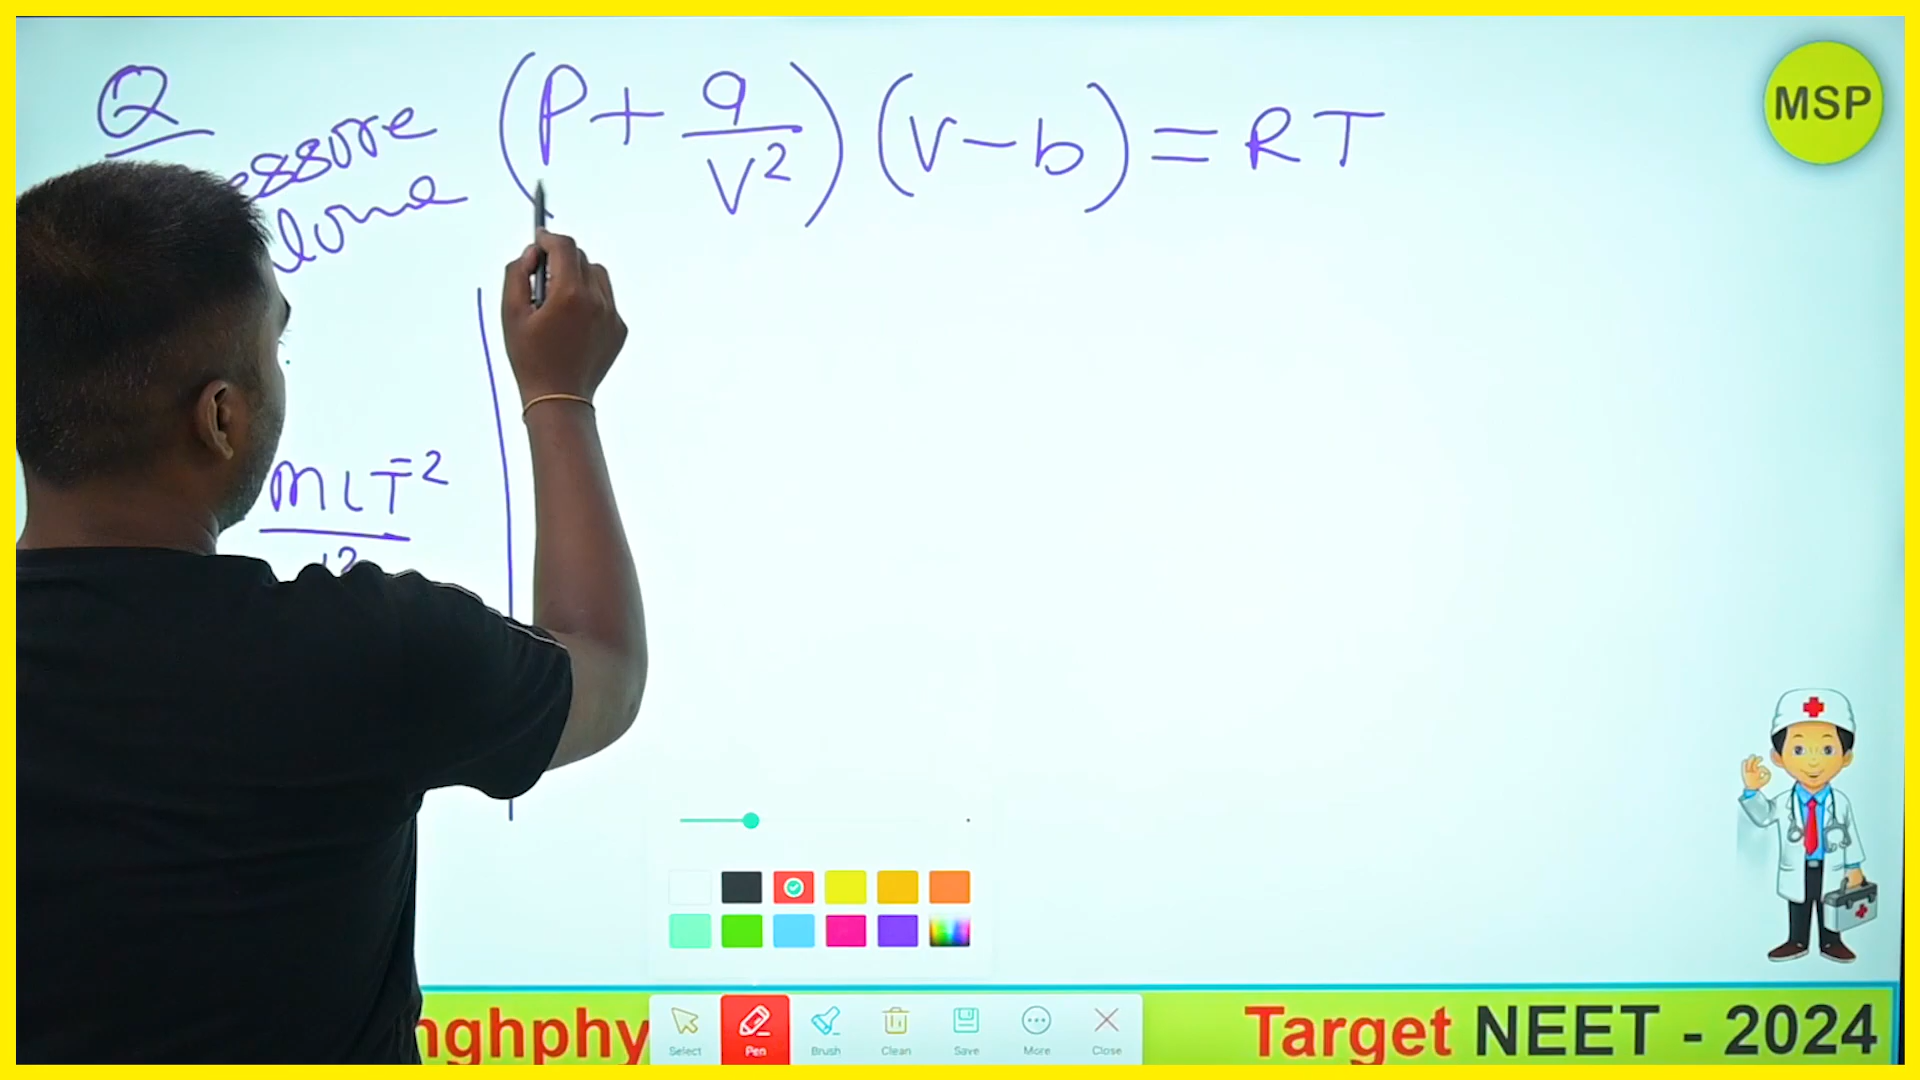 Q (P + a/V²) (V - b) = RT
MSP
MLT⁻²
Target NEET - 2024
Select Pen Brush Clean Save More Close